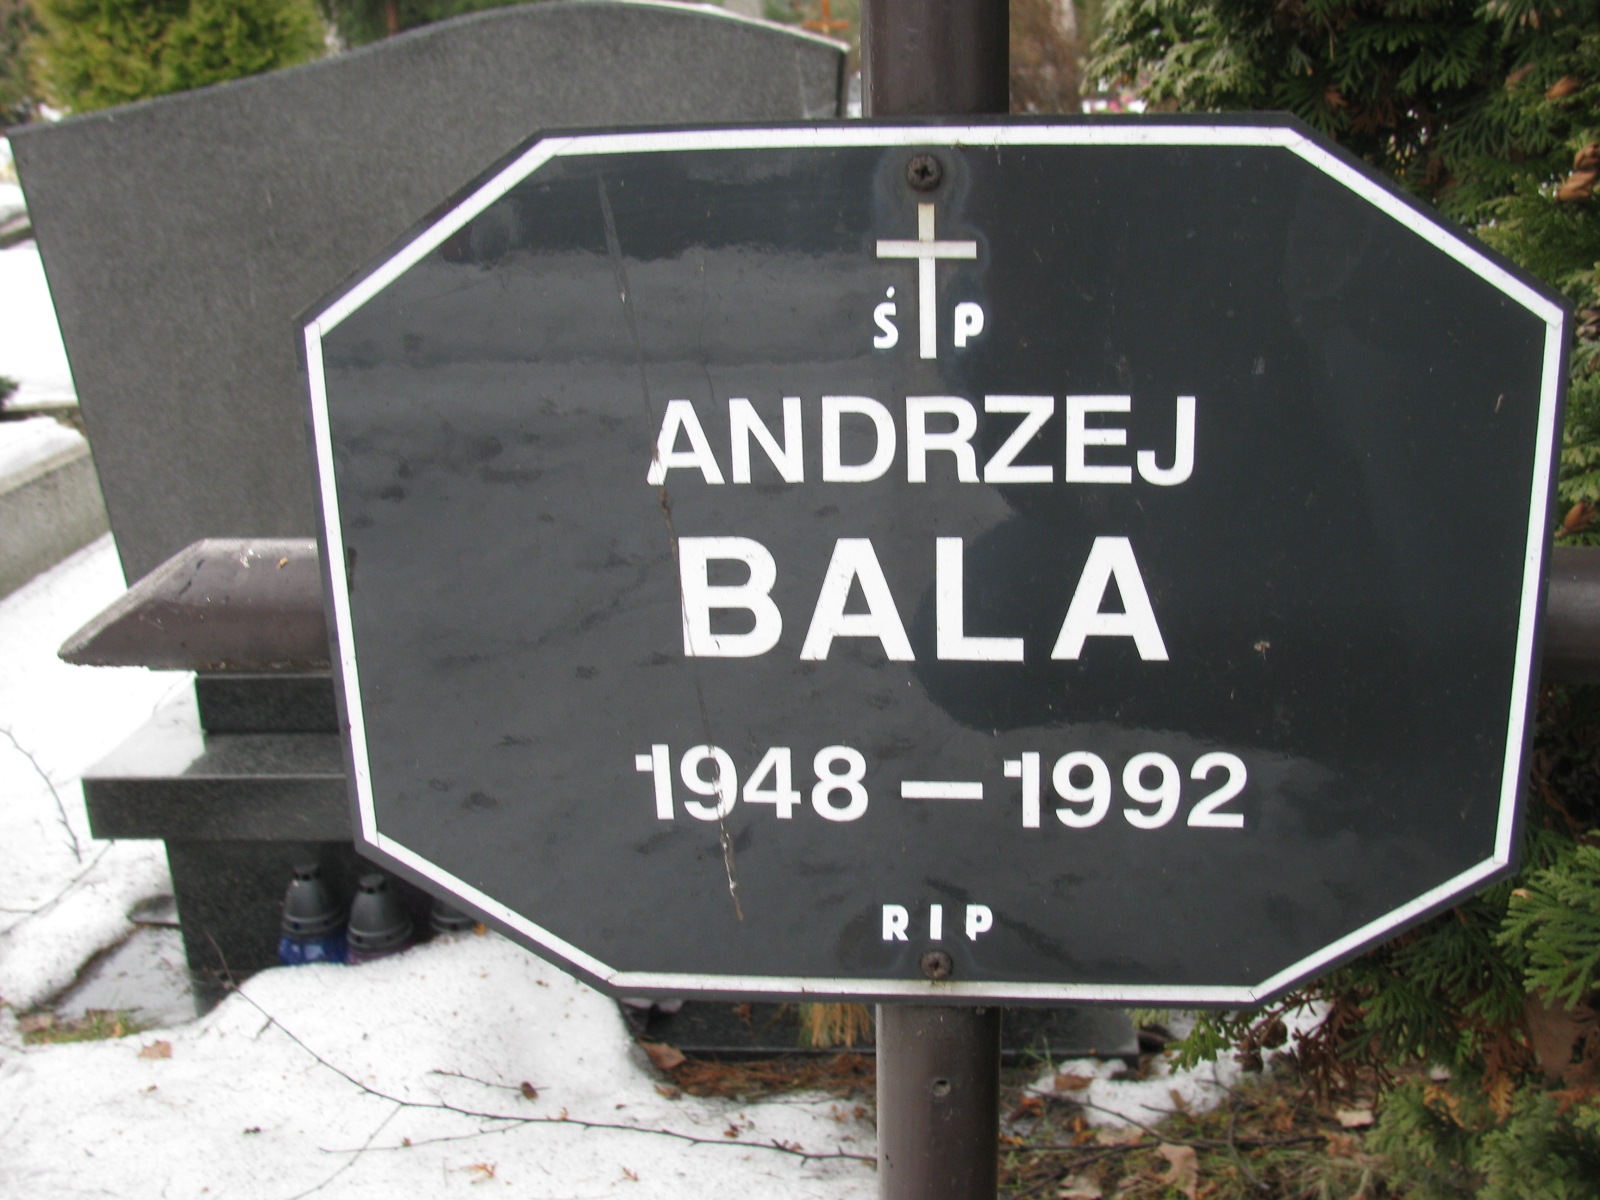 Ś P
ANDRZEJ
BALA
1948 – 1992
RIP